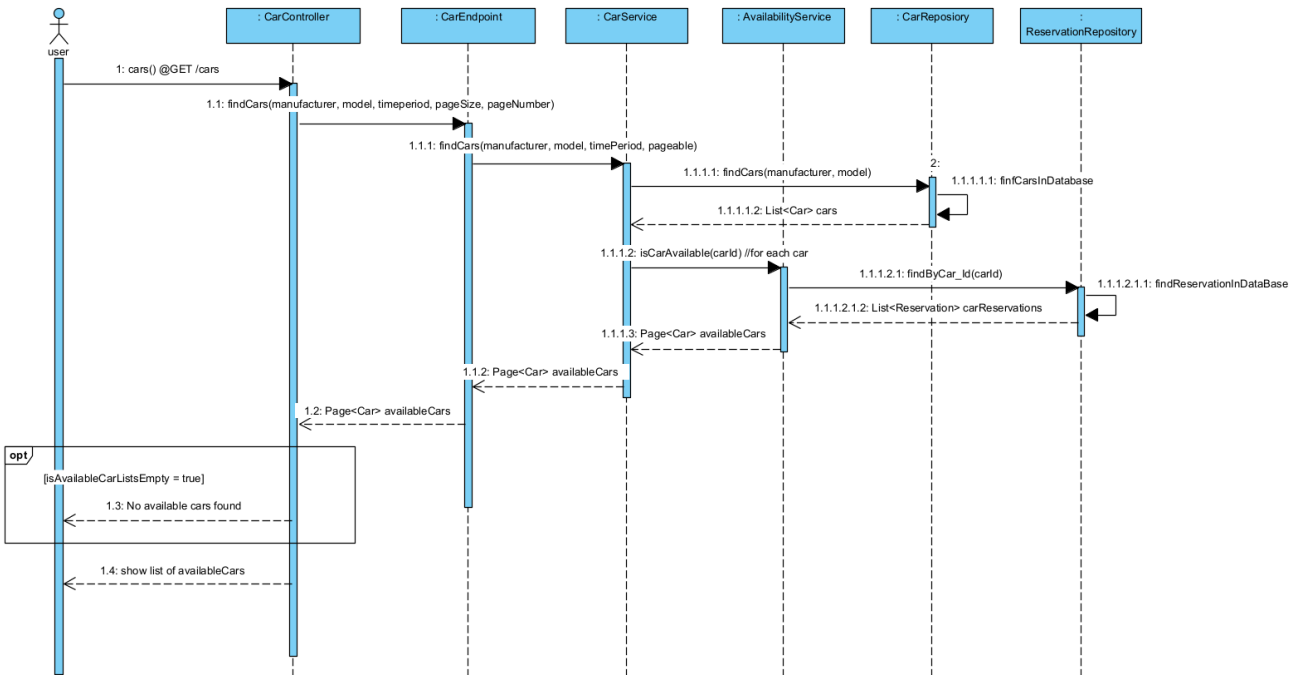 : CarController
: CarEndpoint
: CarService
: AvailabilityService
: CarReposiory
:
ReservationRepository
user
1: cars() @GET /cars
1.1: findCars(manufacturer, model, timeperiod, pageSize, pageNumber)
1.1.1: findCars(manufacturer, model, timePeriod, pageable)
2:
1.1.1.1: findCars(manufacturer, model)
1.1.1.1.1: finfCarsInDatabase
1.1.1.1.2: List<Car> cars
1.1.1.2: isCarAvailable(carId) //for each car
1.1.1.2.1: findByCar_Id(carId)
1.1.1.2.1.1: findReservationInDataBase
1.1.1.2.1.2: List<Reservation> carReservations
1.1.1.3: Page<Car> availableCars
1.1.2: Page<Car> availableCars
1.2: Page<Car> availableCars
opt
[isAvailableCarListsEmpty = true]
1.3: No available cars found
1.4: show list of availableCars